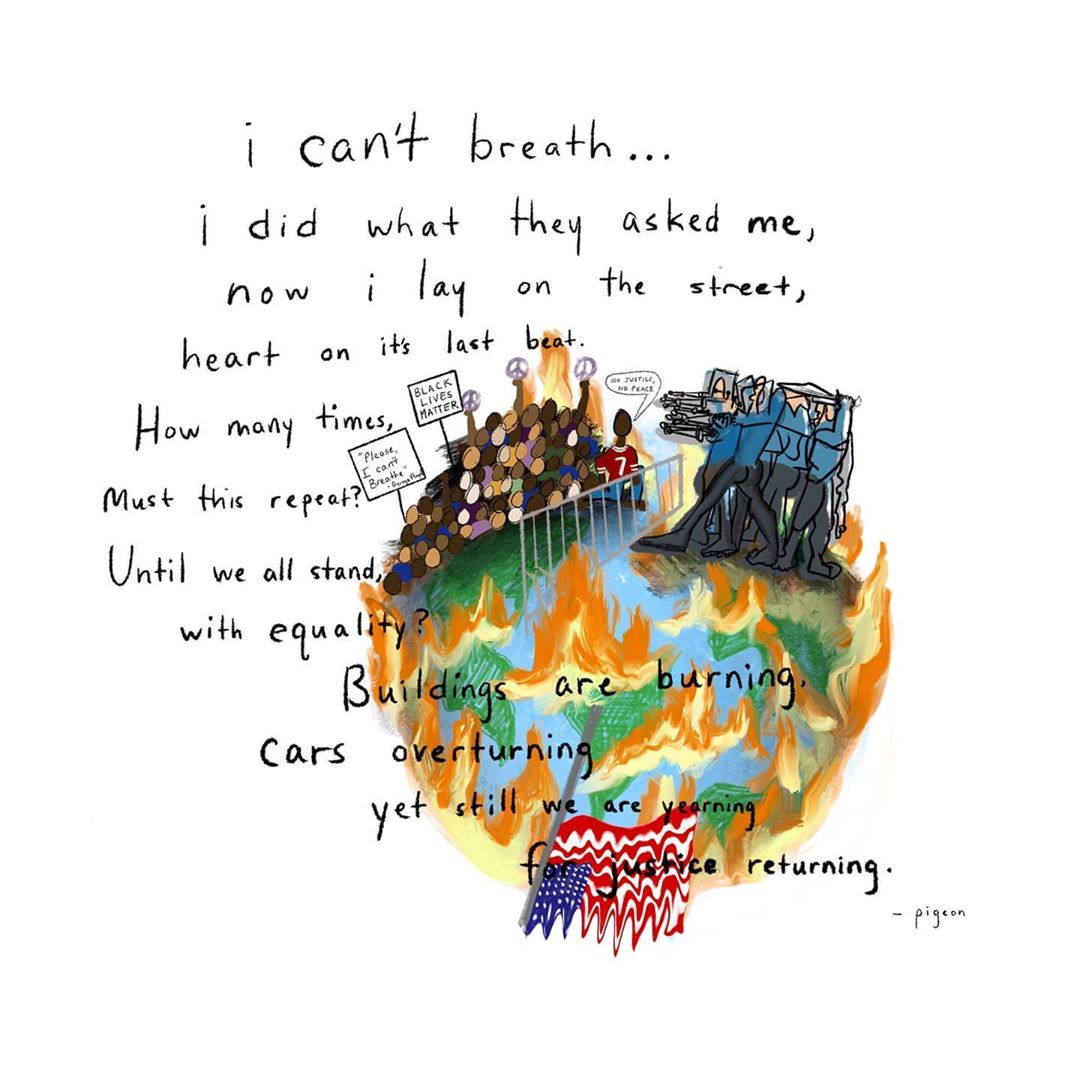 i can't breath...
i did what they asked me,
now i lay on the street,
heart on it's last beat.
BLACK
LIVES
MATTER
NO JUSTICE,
NO PEACE
How many times,
"Please,
I can't
Breathe"
Must this repeat?
7
Until we all stand,
with equality?
Buildings are burning.
cars overturning
yet still we are yearning
for justice returning.
- pigeon